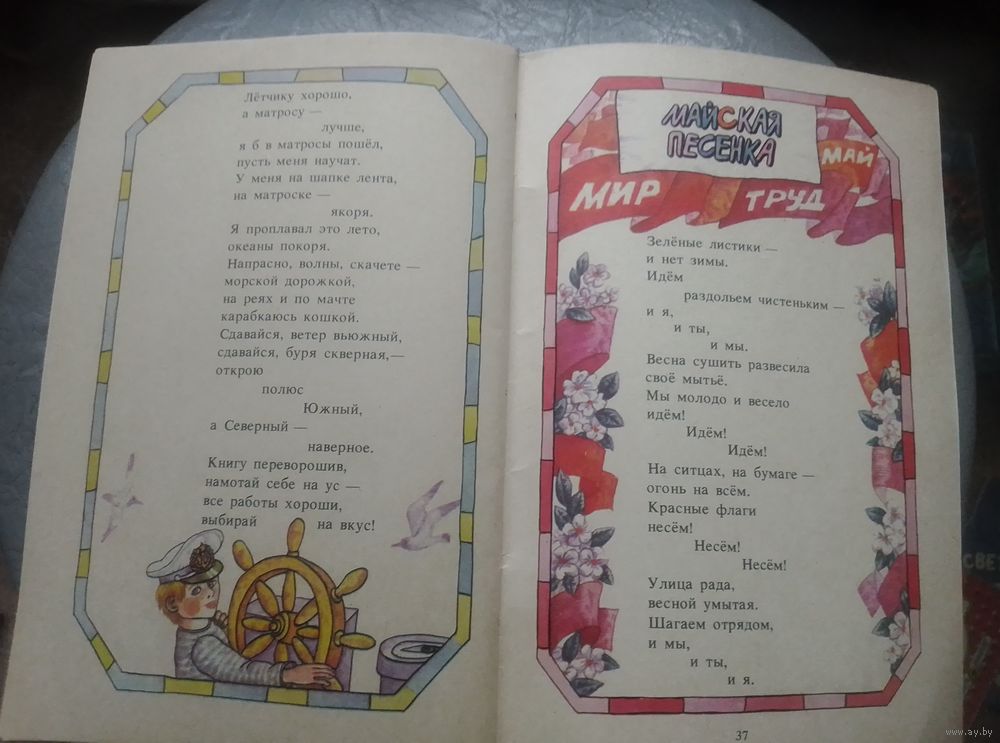 Лётчику хорошо,
а матросу —
лучше,
я б в матросы пошёл,
пусть меня научат.
У меня на шапке лента,
на матроске —
якоря.
Я проплавал это лето,
океаны покоря.
Напрасно, волны, скачете —
морской дорожкой,
на реях и по мачте
карабкаюсь кошкой.
Сдавайся, ветер вьюжный,
сдавайся, буря скверная,—
открою
полюс
Южный,
а Северный —
наверное.
Книгу переворошив,
намотай себе на ус —
все работы хороши,
выбирай на вкус!
МАЙСКАЯ
ПЕСЕНКА
МИР ТРУД МАЙ
Зелёные листики —
и нет зимы.
Идём
раздольем чистеньким —
и я,
и ты,
и мы.
Весна сушить развесила
своё мытьё.
Мы молодо и весело
идём!
Идём!
Идём!
На ситцах, на бумаге —
огонь на всём.
Красные флаги
несём!
Несём!
Несём!
Улица рада,
весной умытая.
Шагаем отрядом,
и мы,
и ты,
и я.
37
www.ay.by